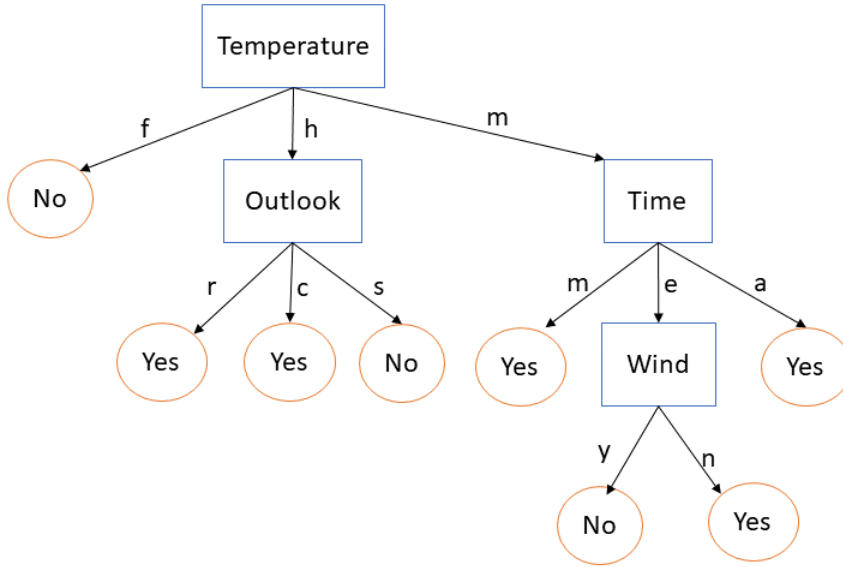 Temperature
f
h
m
No
Outlook
Time
r
c
s
m
e
a
Yes
Yes
No
Yes
Wind
Yes
y
n
No
Yes